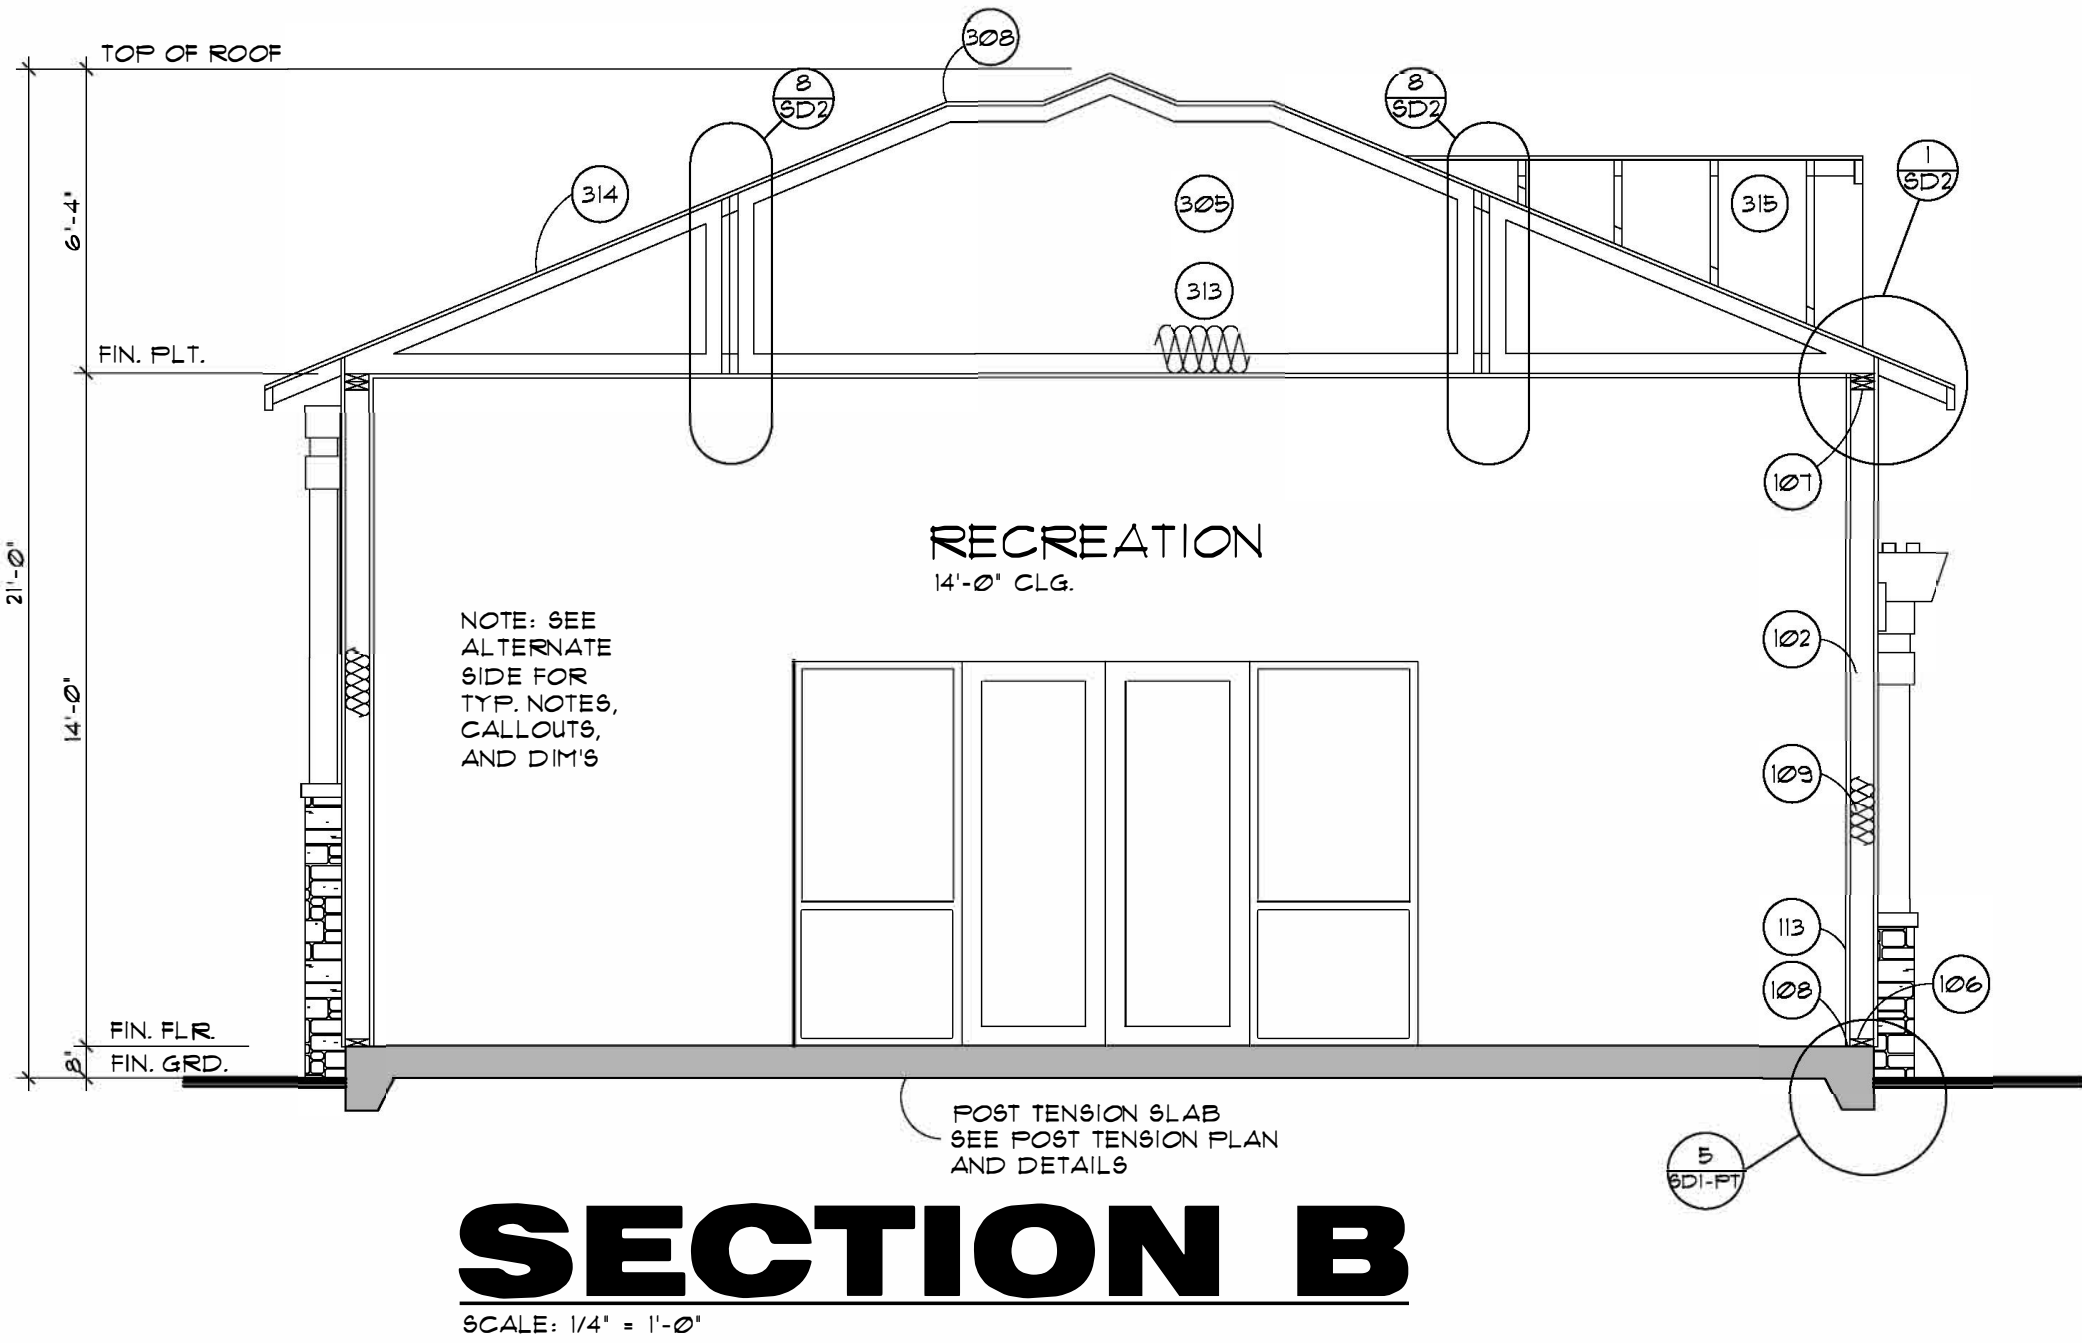 TOP OF ROOF
308
8
SD2
8
SD2
1
SD2
314
305
315
6'-4"
313
FIN. PLT.
107
RECREATION
14'-0" CLG.
21'-0"
NOTE: SEE
ALTERNATE
SIDE FOR
TYP. NOTES,
CALLOUTS,
AND DIM'S
102
14'-0"
109
113
108
106
FIN. FLR.
8"
FIN. GRD.
POST TENSION SLAB
SEE POST TENSION PLAN
AND DETAILS
5
SD1-PT
SECTION B
SCALE: 1/4" = 1'-0"